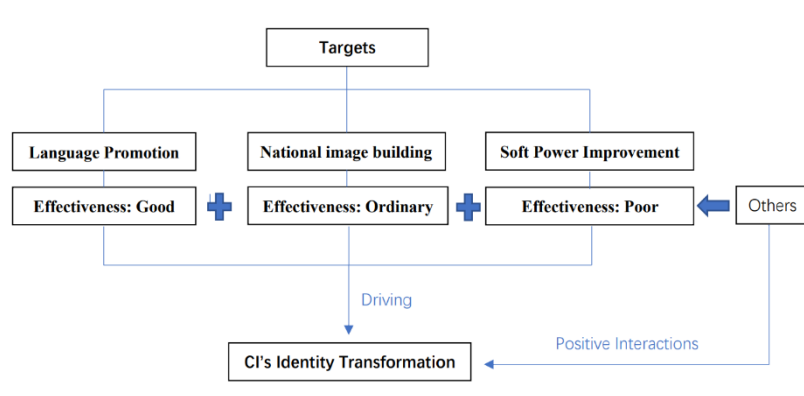 Targets
Language Promotion
National image building
Soft Power Improvement
Effectiveness: Good
Effectiveness: Ordinary
Effectiveness: Poor
Others
Driving
Positive Interactions
CI's Identity Transformation